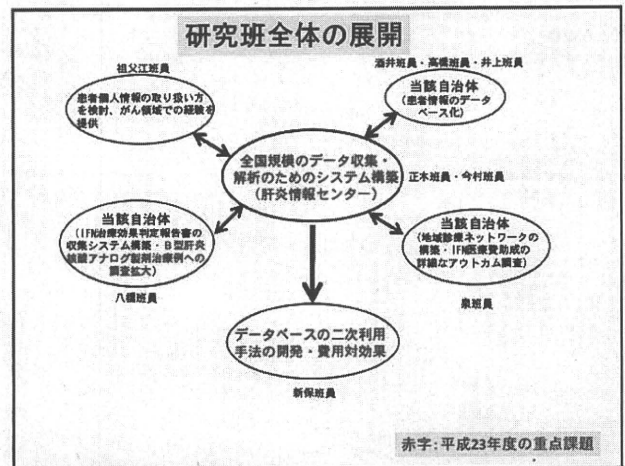 研究班全体の展開
祖父江班員
患者個人情報の取り扱い方
を検討、がん領域での経験を
提供
酒井班員・高橋班員・井上班員
当該自治体
(患者情報のデータ
ベース化)
全国規模のデータ収集・
解析のためのシステム構築
(肝炎情報センター)
正木班員・今村班員
当該自治体
(IFN治療効果判定報告書の
収集システム構築・B型肝炎
核酸アナログ製剤治療例への
調査拡大)
八橋班員
当該自治体
(地域診療ネットワークの
構築・IFN医療費助成の
詳細なアウトカム調査)
泉班員
データベースの二次利用
手法の開発・費用対効果
新保班員
赤字:平成23年度の重点課題